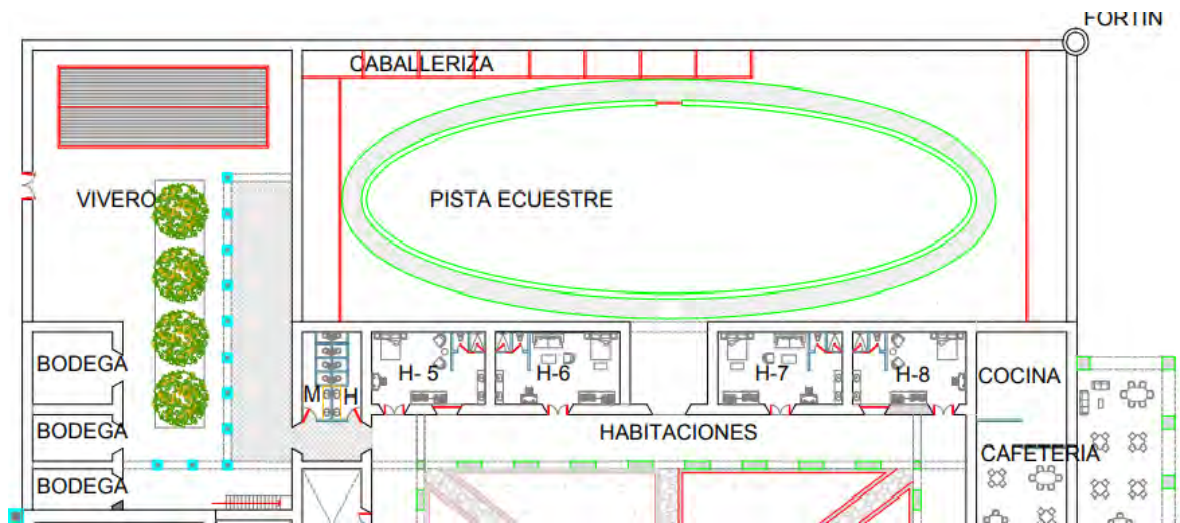 FORTIN
CABALLERIZA
VIVERO
PISTA ECUESTRE
BODEGA
H- 5
H-6
H-7
H-8
COCINA
M
H
BODEGA
HABITACIONES
CAFETERIA
BODEGA